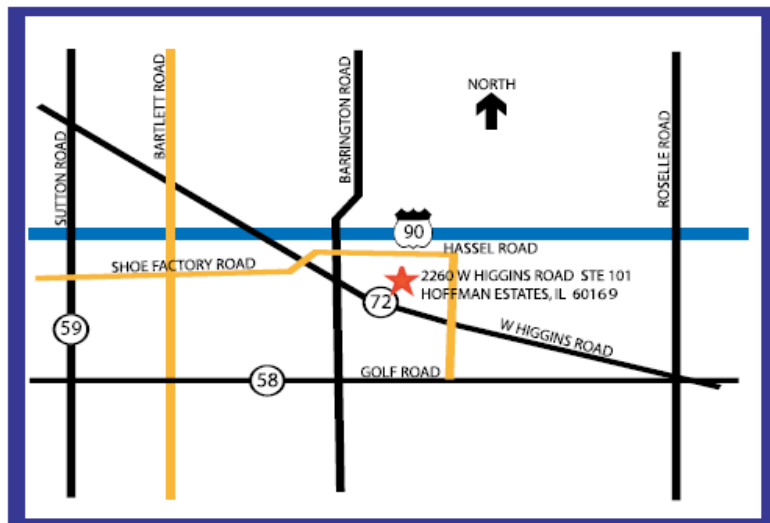 NORTH
SUTTON ROAD
BARTLETT ROAD
BARRINGTON ROAD
ROSELLE ROAD
90
HASSEL ROAD
SHOE FACTORY ROAD
2260 W HIGGINS ROAD STE 101
HOFFMAN ESTATES, IL 60169
72
59
W HIGGINS ROAD
GOLF ROAD
58